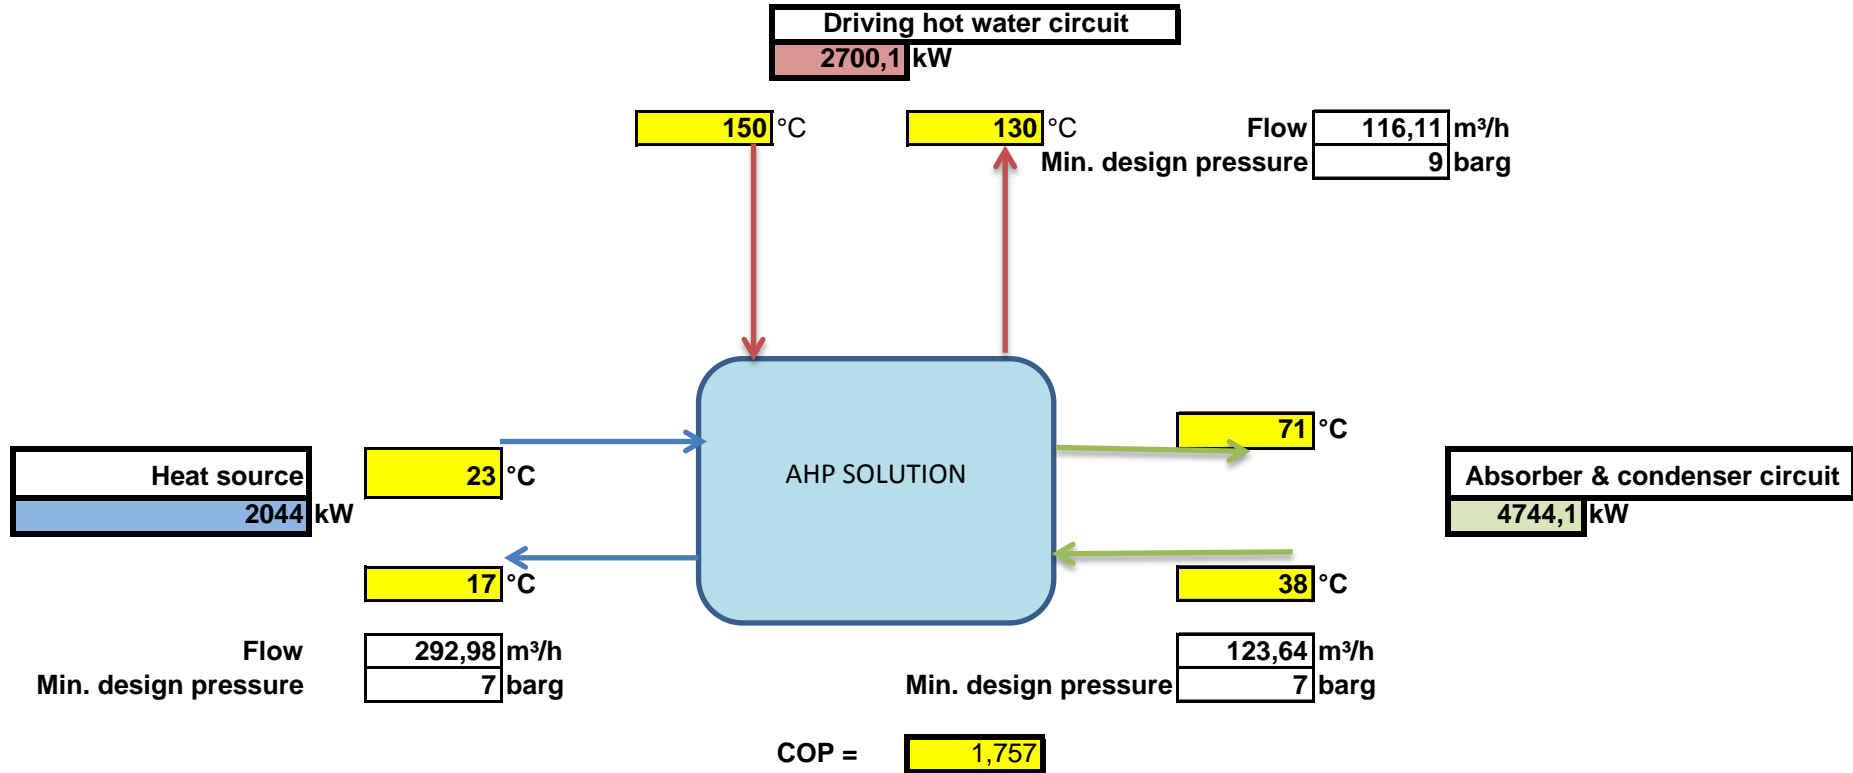 Driving hot water circuit
2700,1 kW
150 °C 130 °C Flow 116,11 m³/h
Min. design pressure 9 barg
71 °C
Heat source 23 °C AHP SOLUTION Absorber & condenser circuit
2044 kW 4744,1 kW
17 °C 38 °C
Flow 292,98 m³/h 123,64 m³/h
Min. design pressure 7 barg Min. design pressure 7 barg
COP = 1,757